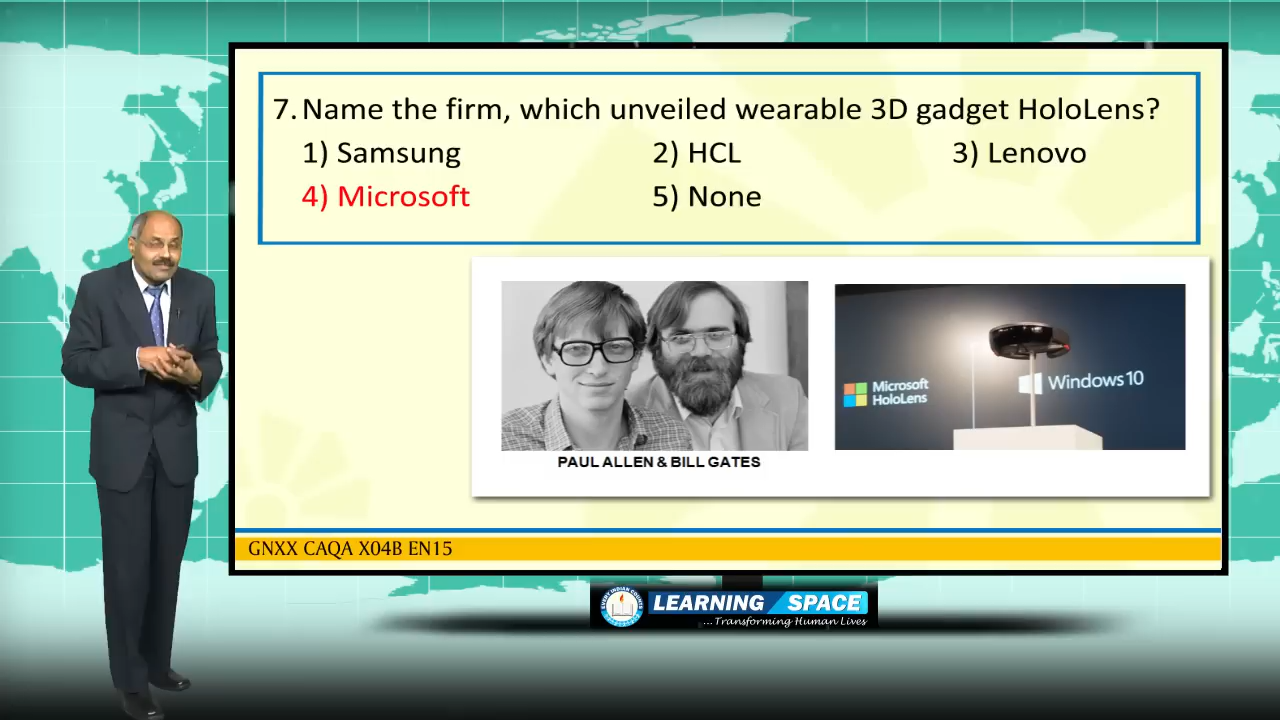 7. Name the firm, which unveiled wearable 3D gadget HoloLens?
1) Samsung 2) HCL 3) Lenovo
4) Microsoft 5) None
Microsoft
HoloLens
Windows 10
PAUL ALLEN & BILL GATES
GNXX CAQA X04B EN15
LEARNING SPACE
...Transforming Human Lives